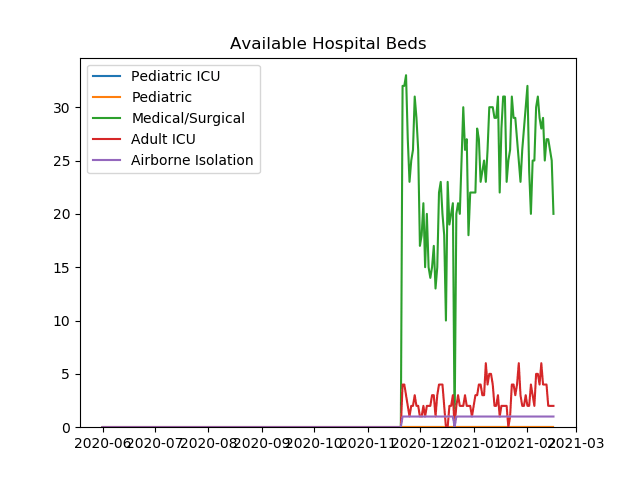 Available Hospital Beds
Pediatric ICU
Pediatric
Medical/Surgical
Adult ICU
Airborne Isolation
30
25
20
15
10
5
0
2020-06 2020-07 2020-08 2020-09 2020-10 2020-11 2020-12 2021-01 2021-02 2021-03